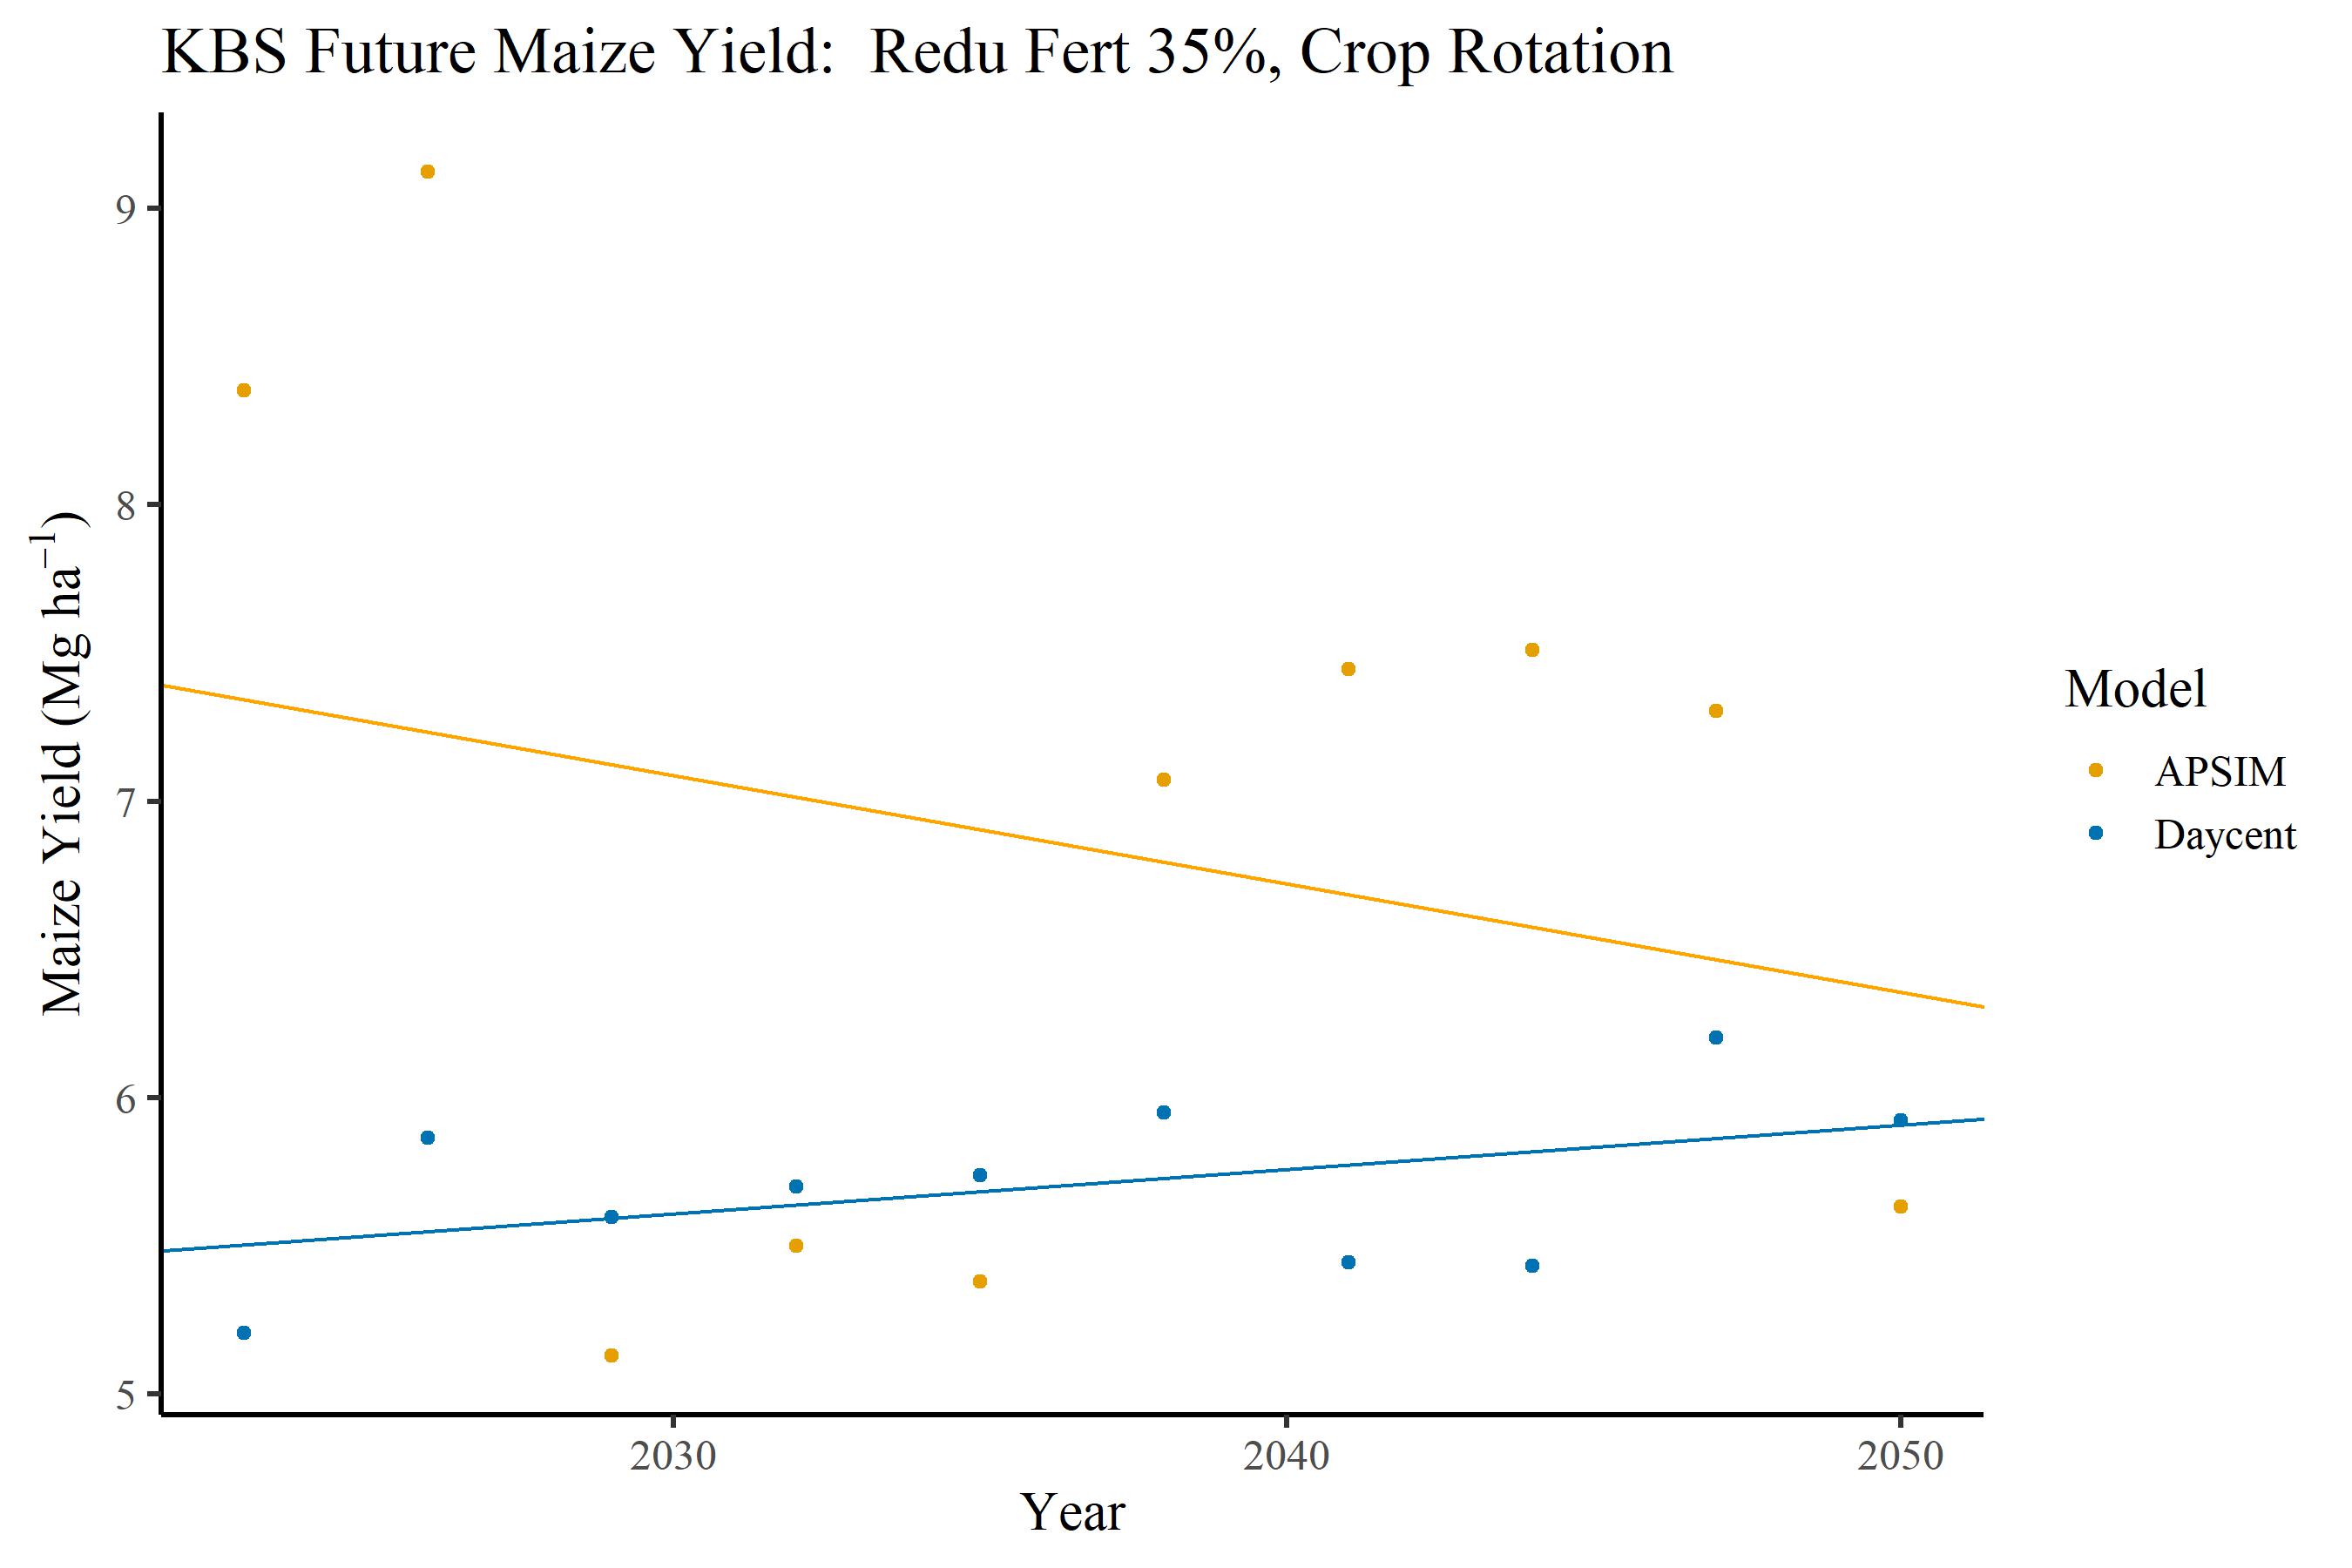 KBS Future Maize Yield:  Redu Fert 35%, Crop Rotation
Maize Yield (Mg ha⁻¹)
9
8
7
6
5
2030 2040 2050
Year
Model
APSIM
Daycent